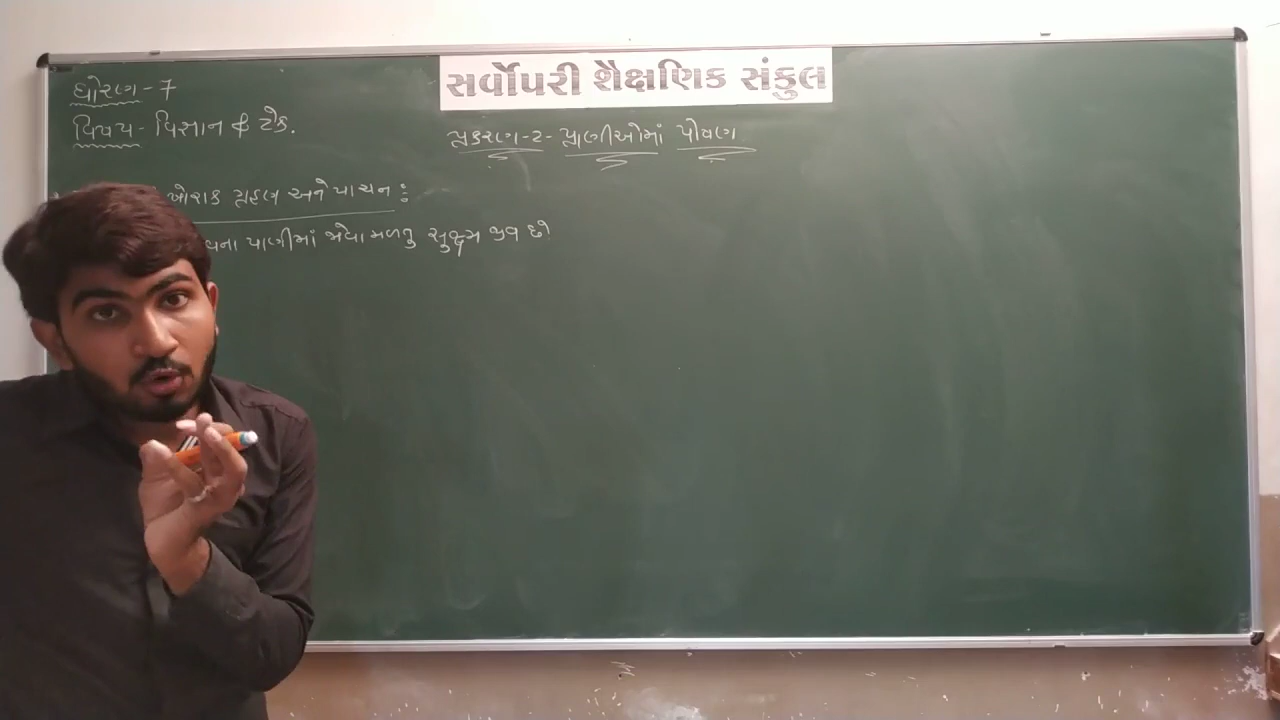 સર્વોપરી શૈક્ષણિક સંકુલ
ધોરણ - 7
વિષય - વિજ્ઞાન & ટેક.
પ્રકરણ - 2 - પ્રાણીઓમાં પોષણ
ખોરાક ગ્રહણ અને પાચન :
પાણીમાં જોવા મળતુ સુક્ષ્મ જીવ છે.